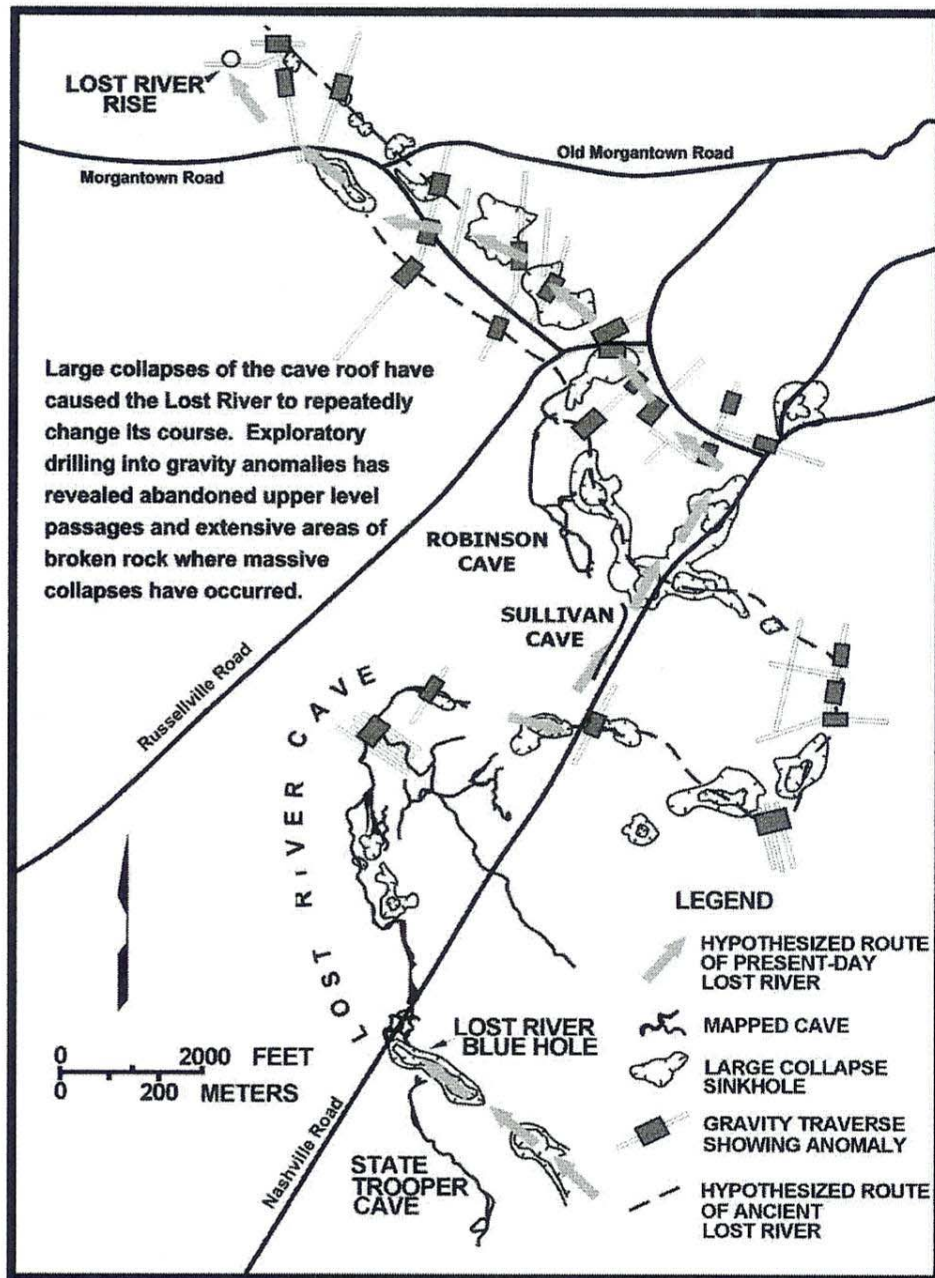 LOST RIVER
RISE
Old Morgantown Road
Morgantown Road
Large collapses of the cave roof have
caused the Lost River to repeatedly
change its course. Exploratory
drilling into gravity anomalies has
revealed abandoned upper level
passages and extensive areas of
broken rock where massive
collapses have occurred.
ROBINSON
CAVE
SULLIVAN
CAVE
Russellville Road
LOST RIVER CAVE
LOST RIVER
BLUE HOLE
0 2000 FEET
0 200 METERS
STATE
TROOPER
CAVE
Nashville Road
LEGEND
HYPOTHESIZED ROUTE
OF PRESENT-DAY
LOST RIVER
MAPPED CAVE
LARGE COLLAPSE
SINKHOLE
GRAVITY TRAVERSE
SHOWING ANOMALY
HYPOTHESIZED ROUTE
OF ANCIENT
LOST RIVER